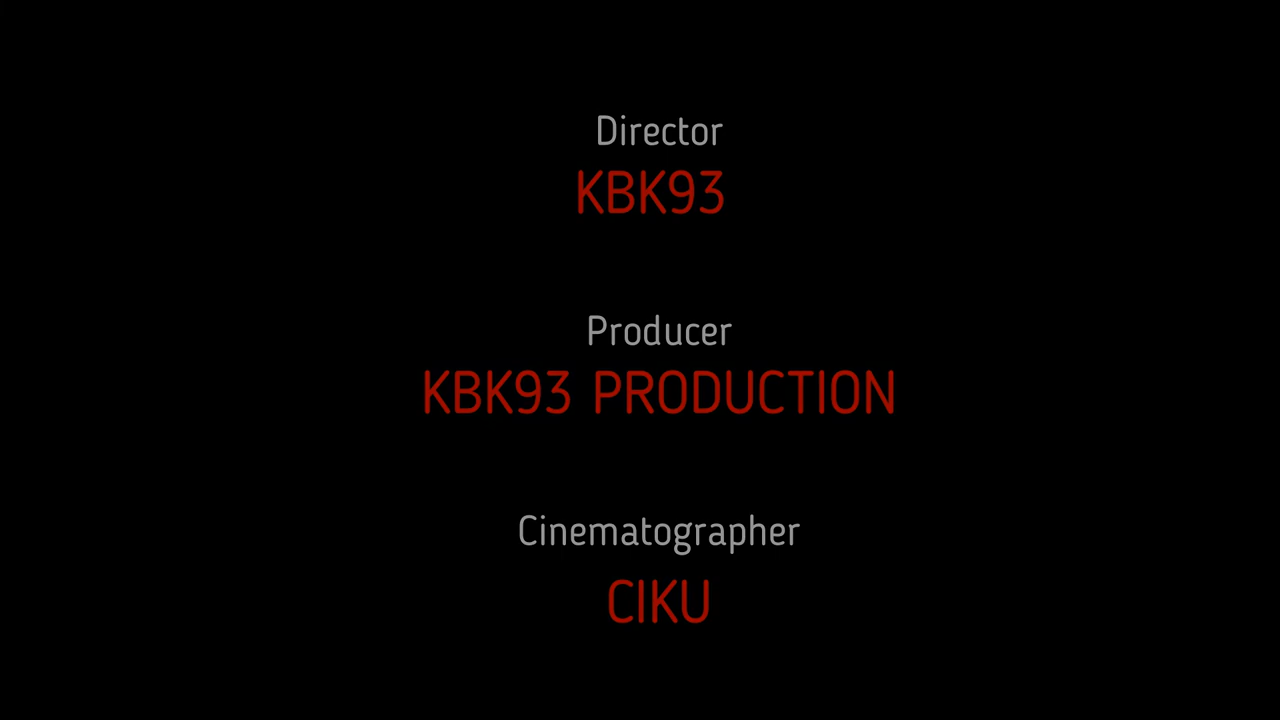 Director
KBK93
Producer
KBK93 PRODUCTION
Cinematographer
CIKU